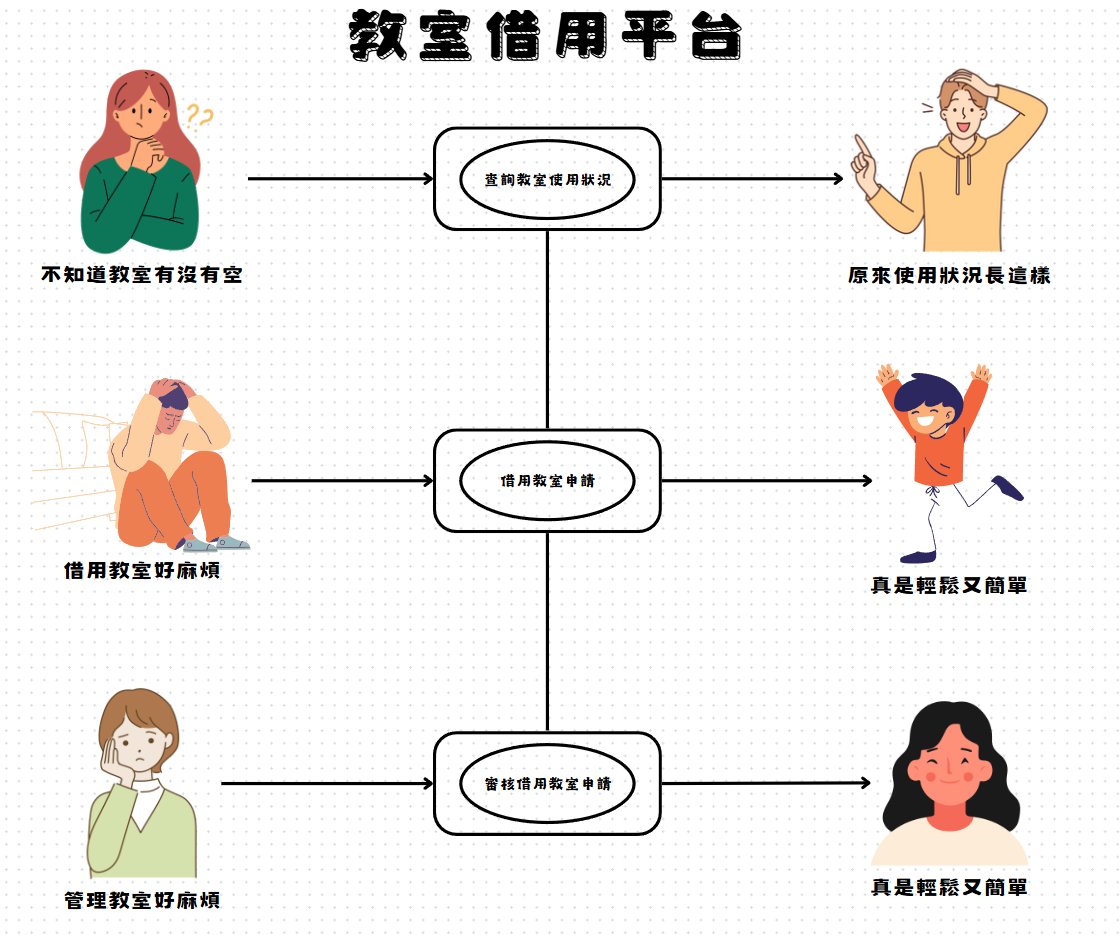 教室借用平台
??
查詢教室使用狀況
不知道教室有沒有空
原來使用狀況長這樣
借用教室申請
借用教室好麻煩
真是輕鬆又簡單
審核借用教室申請
管理教室好麻煩
真是輕鬆又簡單